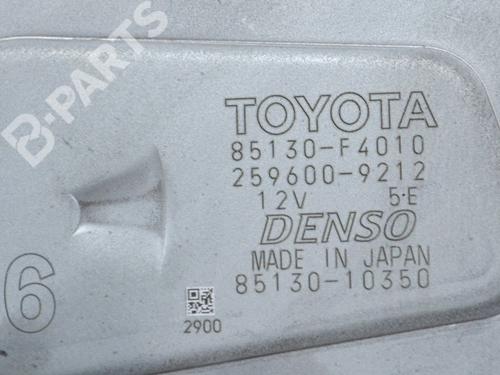 B-PARTS
TOYOTA
85130-F4010
259600-9212
12V 5·E
DENSO
MADE IN JAPAN
85130-10350
6
2900